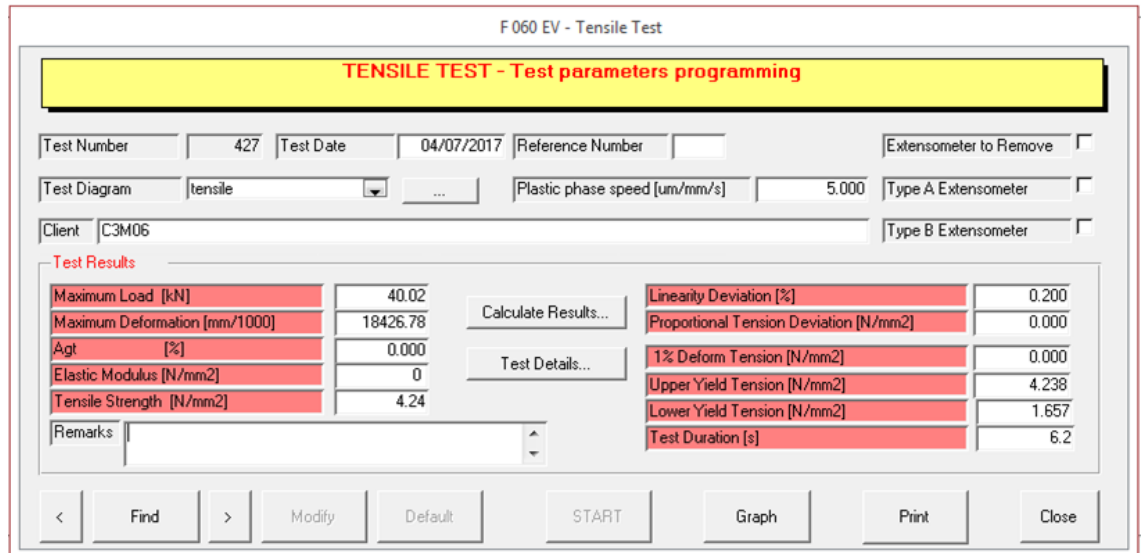 F 060 EV - Tensile Test
TENSILE TEST - Test parameters programming
Test Number 427 Test Date 04/07/2017 Reference Number Extensometer to Remove
Test Diagram tensile ... Plastic phase speed [um/mm/s] 5.000 Type A Extensometer
Client C3M06 Type B Extensometer
Test Results
Maximum Load [kN] 40.02 Linearity Deviation [%] 0.200
Calculate Results...
Maximum Deformation [mm/1000] 18426.78 Proportional Tension Deviation [N/mm2] 0.000
Agt [%] 0.000 Test Details... 1% Deform Tension [N/mm2] 0.000
Elastic Modulus [N/mm2] 0 Upper Yield Tension [N/mm2] 4.238
Tensile Strength [N/mm2] 4.24 Lower Yield Tension [N/mm2] 1.657
Remarks Test Duration [s] 6.2
< Find > Modify Default START Graph Print Close